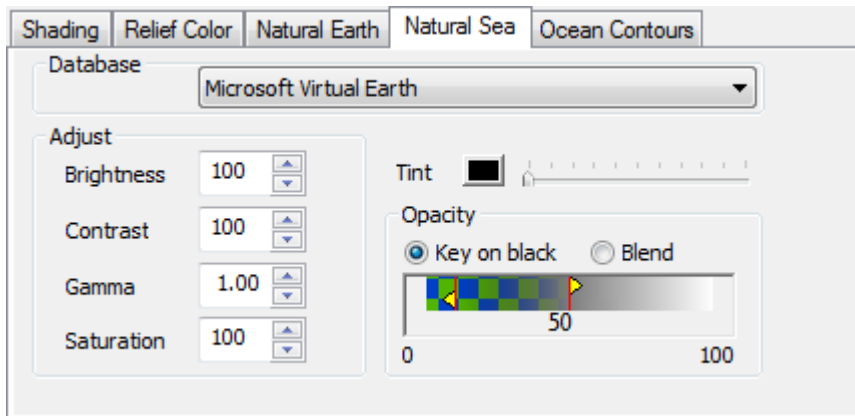 Shading Relief Color Natural Earth Natural Sea Ocean Contours
Database
Microsoft Virtual Earth
Adjust
Brightness 100
Contrast 100
Gamma 1.00
Saturation 100
Tint
Opacity
Key on black Blend
50
0 100